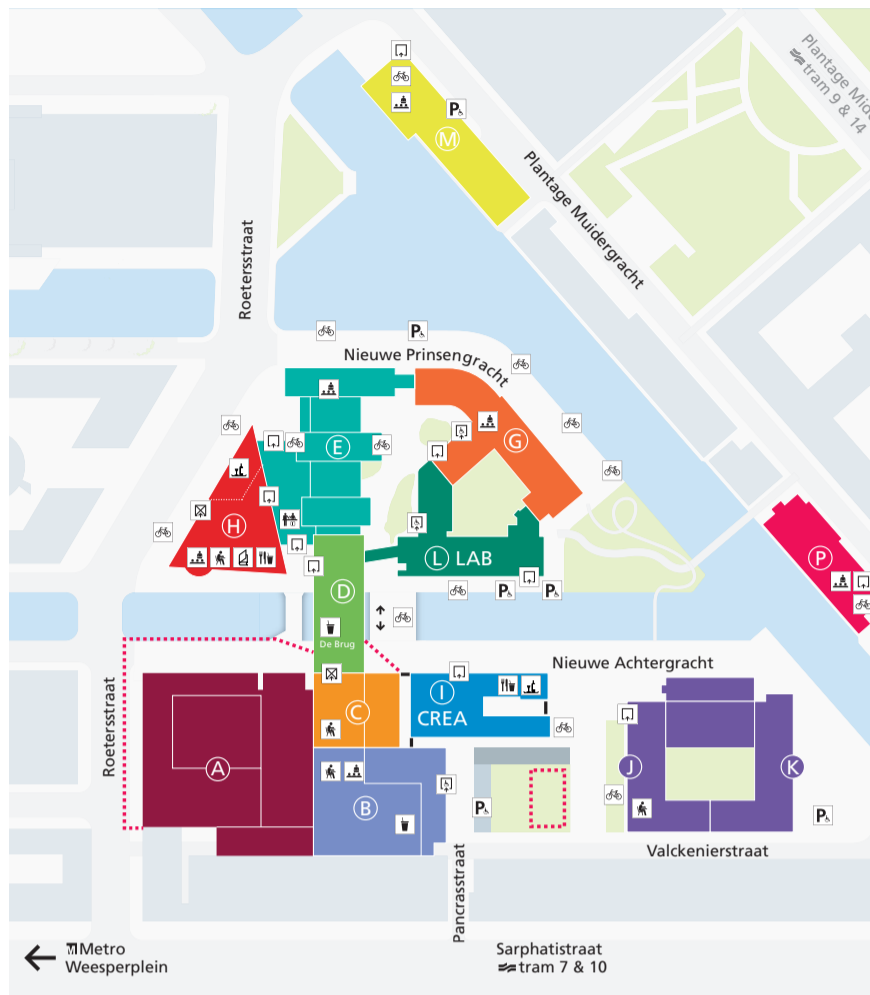 Plantage Mid
tram 9 & 14
P
M
Plantage Muidergracht
Roetersstraat
P
Nieuwe Prinsengracht
G
E
H
L LAB
P
D
P P
De Brug
Nieuwe Achtergracht
I
CREA
C
Roetersstraat
A
J
K
B
P
P
Valckenierstraat
Pancrasstraat
M Metro
Weesperplein
Sarphatistraat
tram 7 & 10